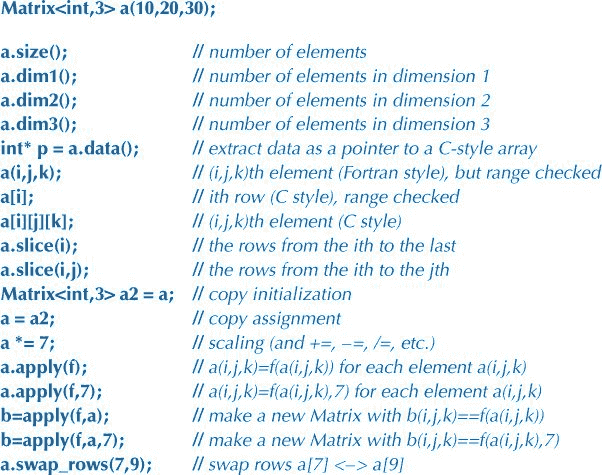 Matrix<int,3> a(10,20,30);
a.size(); // number of elements
a.dim1(); // number of elements in dimension 1
a.dim2(); // number of elements in dimension 2
a.dim3(); // number of elements in dimension 3
int* p = a.data(); // extract data as a pointer to a C-style array
a(i,j,k); // (i,j,k)th element (Fortran style), but range checked
a[i]; // ith row (C style), range checked
a[i][j][k]; // (i,j,k)th element (C style)
a.slice(i); // the rows from the ith to the last
a.slice(i,j); // the rows from the ith to the jth
Matrix<int,3> a2 = a; // copy initialization
a = a2; // copy assignment
a *= 7; // scaling (and +=, –=, /=, etc.)
a.apply(f); // a(i,j,k)=f(a(i,j,k)) for each element a(i,j,k)
a.apply(f,7); // a(i,j,k)=f(a(i,j,k),7) for each element a(i,j,k)
b=apply(f,a); // make a new Matrix with b(i,j,k)==f(a(i,j,k))
b=apply(f,a,7); // make a new Matrix with b(i,j,k)==f(a(i,j,k),7)
a.swap_rows(7,9); // swap rows a[7] <–> a[9]